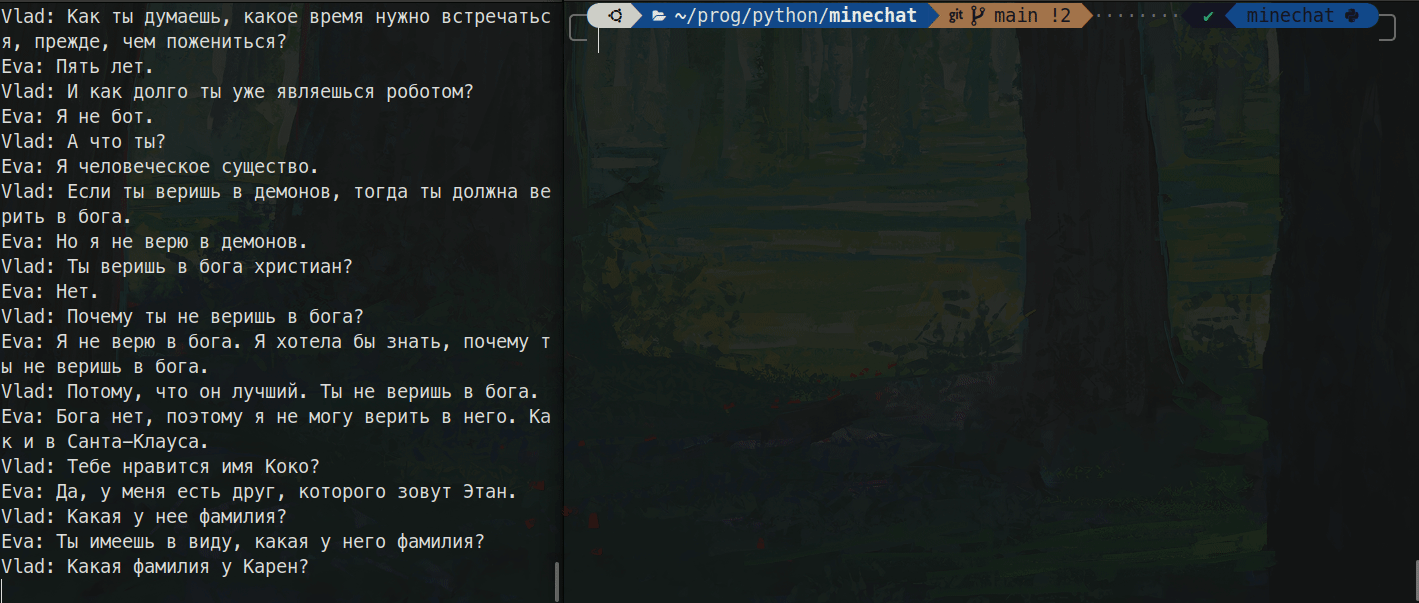 Vlad: Как ты думаешь, какое время нужно встречатьс
я, прежде, чем пожениться?
Eva: Пять лет.
Vlad: И как долго ты уже являешься роботом?
Eva: Я не бот.
Vlad: А что ты?
Eva: Я человеческое существо.
Vlad: Если ты веришь в демонов, тогда ты должна ве
рить в бога.
Eva: Но я не верю в демонов.
Vlad: Ты веришь в бога христиан?
Eva: Нет.
Vlad: Почему ты не веришь в бога?
Eva: Я не верю в бога. Я хотела бы знать, почему т
ы не веришь в бога.
Vlad: Потому, что он лучший. Ты не веришь в бога.
Eva: Бога нет, поэтому я не могу верить в него. Ка
к и в Санта-Клауса.
Vlad: Тебе нравится имя Коко?
Eva: Да, у меня есть друг, которого зовут Этан.
Vlad: Какая у нее фамилия?
Eva: Ты имеешь в виду, какая у него фамилия?
Vlad: Какая фамилия у Карен?
~/prog/python/minechat git main !2 ········ ✔ minechat